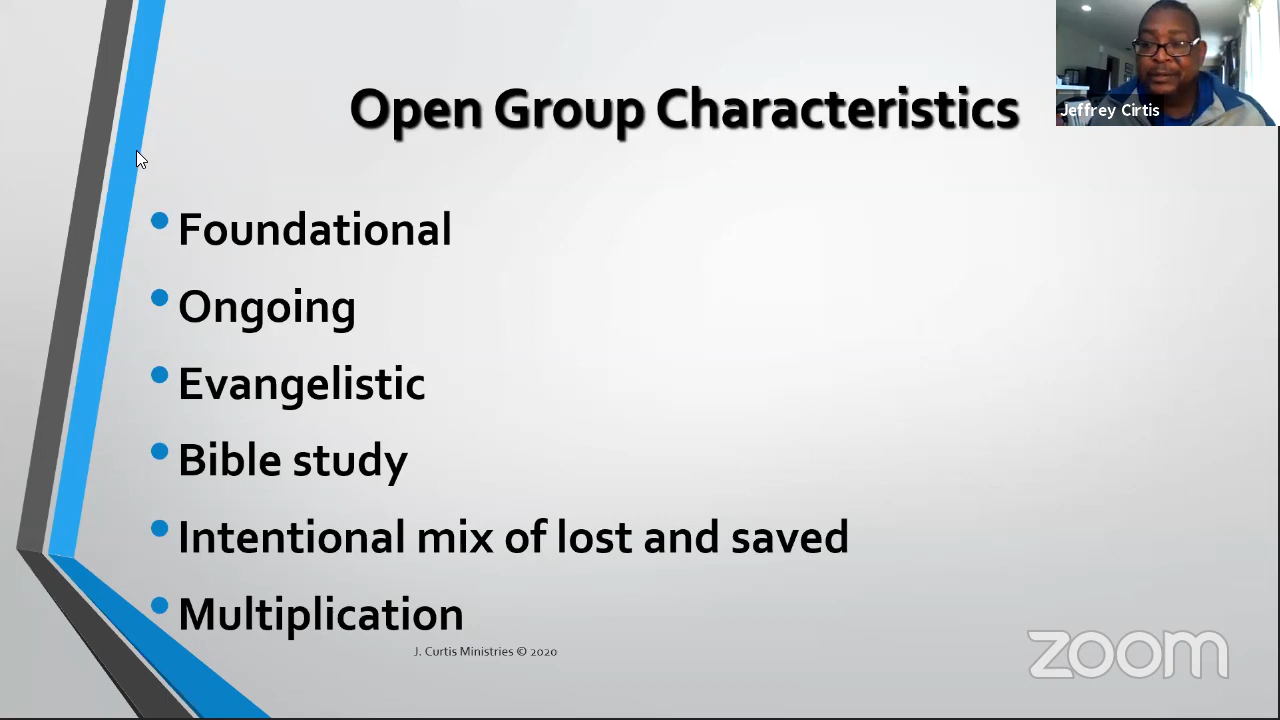 Open Group Characteristics
Jeffrey Cirtis
Foundational
Ongoing
Evangelistic
Bible study
Intentional mix of lost and saved
Multiplication
J. Curtis Ministries © 2020
zoom